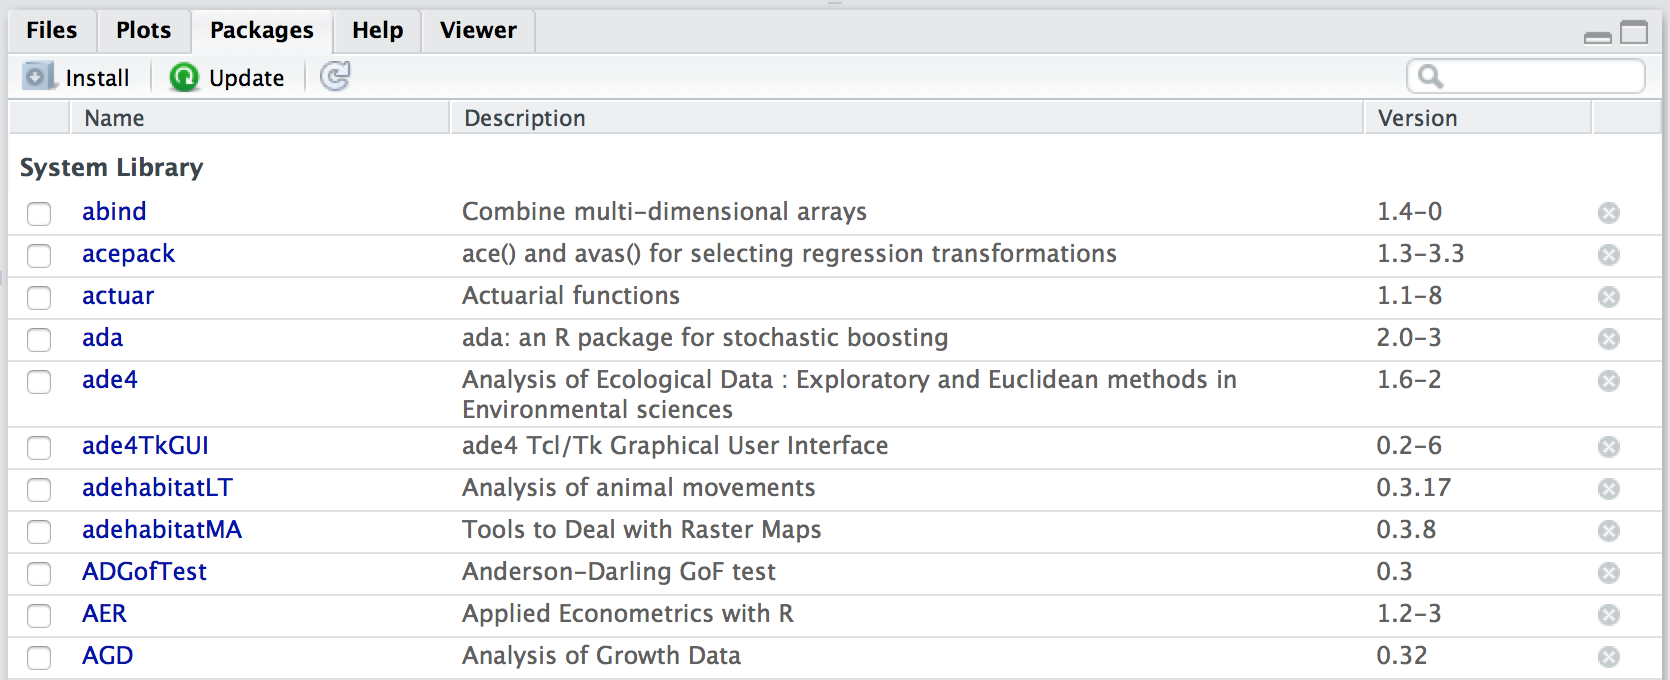 Files Plots Packages Help Viewer
Install Update
Name Description Version
System Library
abind Combine multi-dimensional arrays 1.4-0
acepack ace() and avas() for selecting regression transformations 1.3-3.3
actuar Actuarial functions 1.1-8
ada ada: an R package for stochastic boosting 2.0-3
ade4 Analysis of Ecological Data : Exploratory and Euclidean methods in 1.6-2
Environmental sciences
ade4TkGUI ade4 Tcl/Tk Graphical User Interface 0.2-6
adehabitatLT Analysis of animal movements 0.3.17
adehabitatMA Tools to Deal with Raster Maps 0.3.8
ADGofTest Anderson-Darling GoF test 0.3
AER Applied Econometrics with R 1.2-3
AGD Analysis of Growth Data 0.32